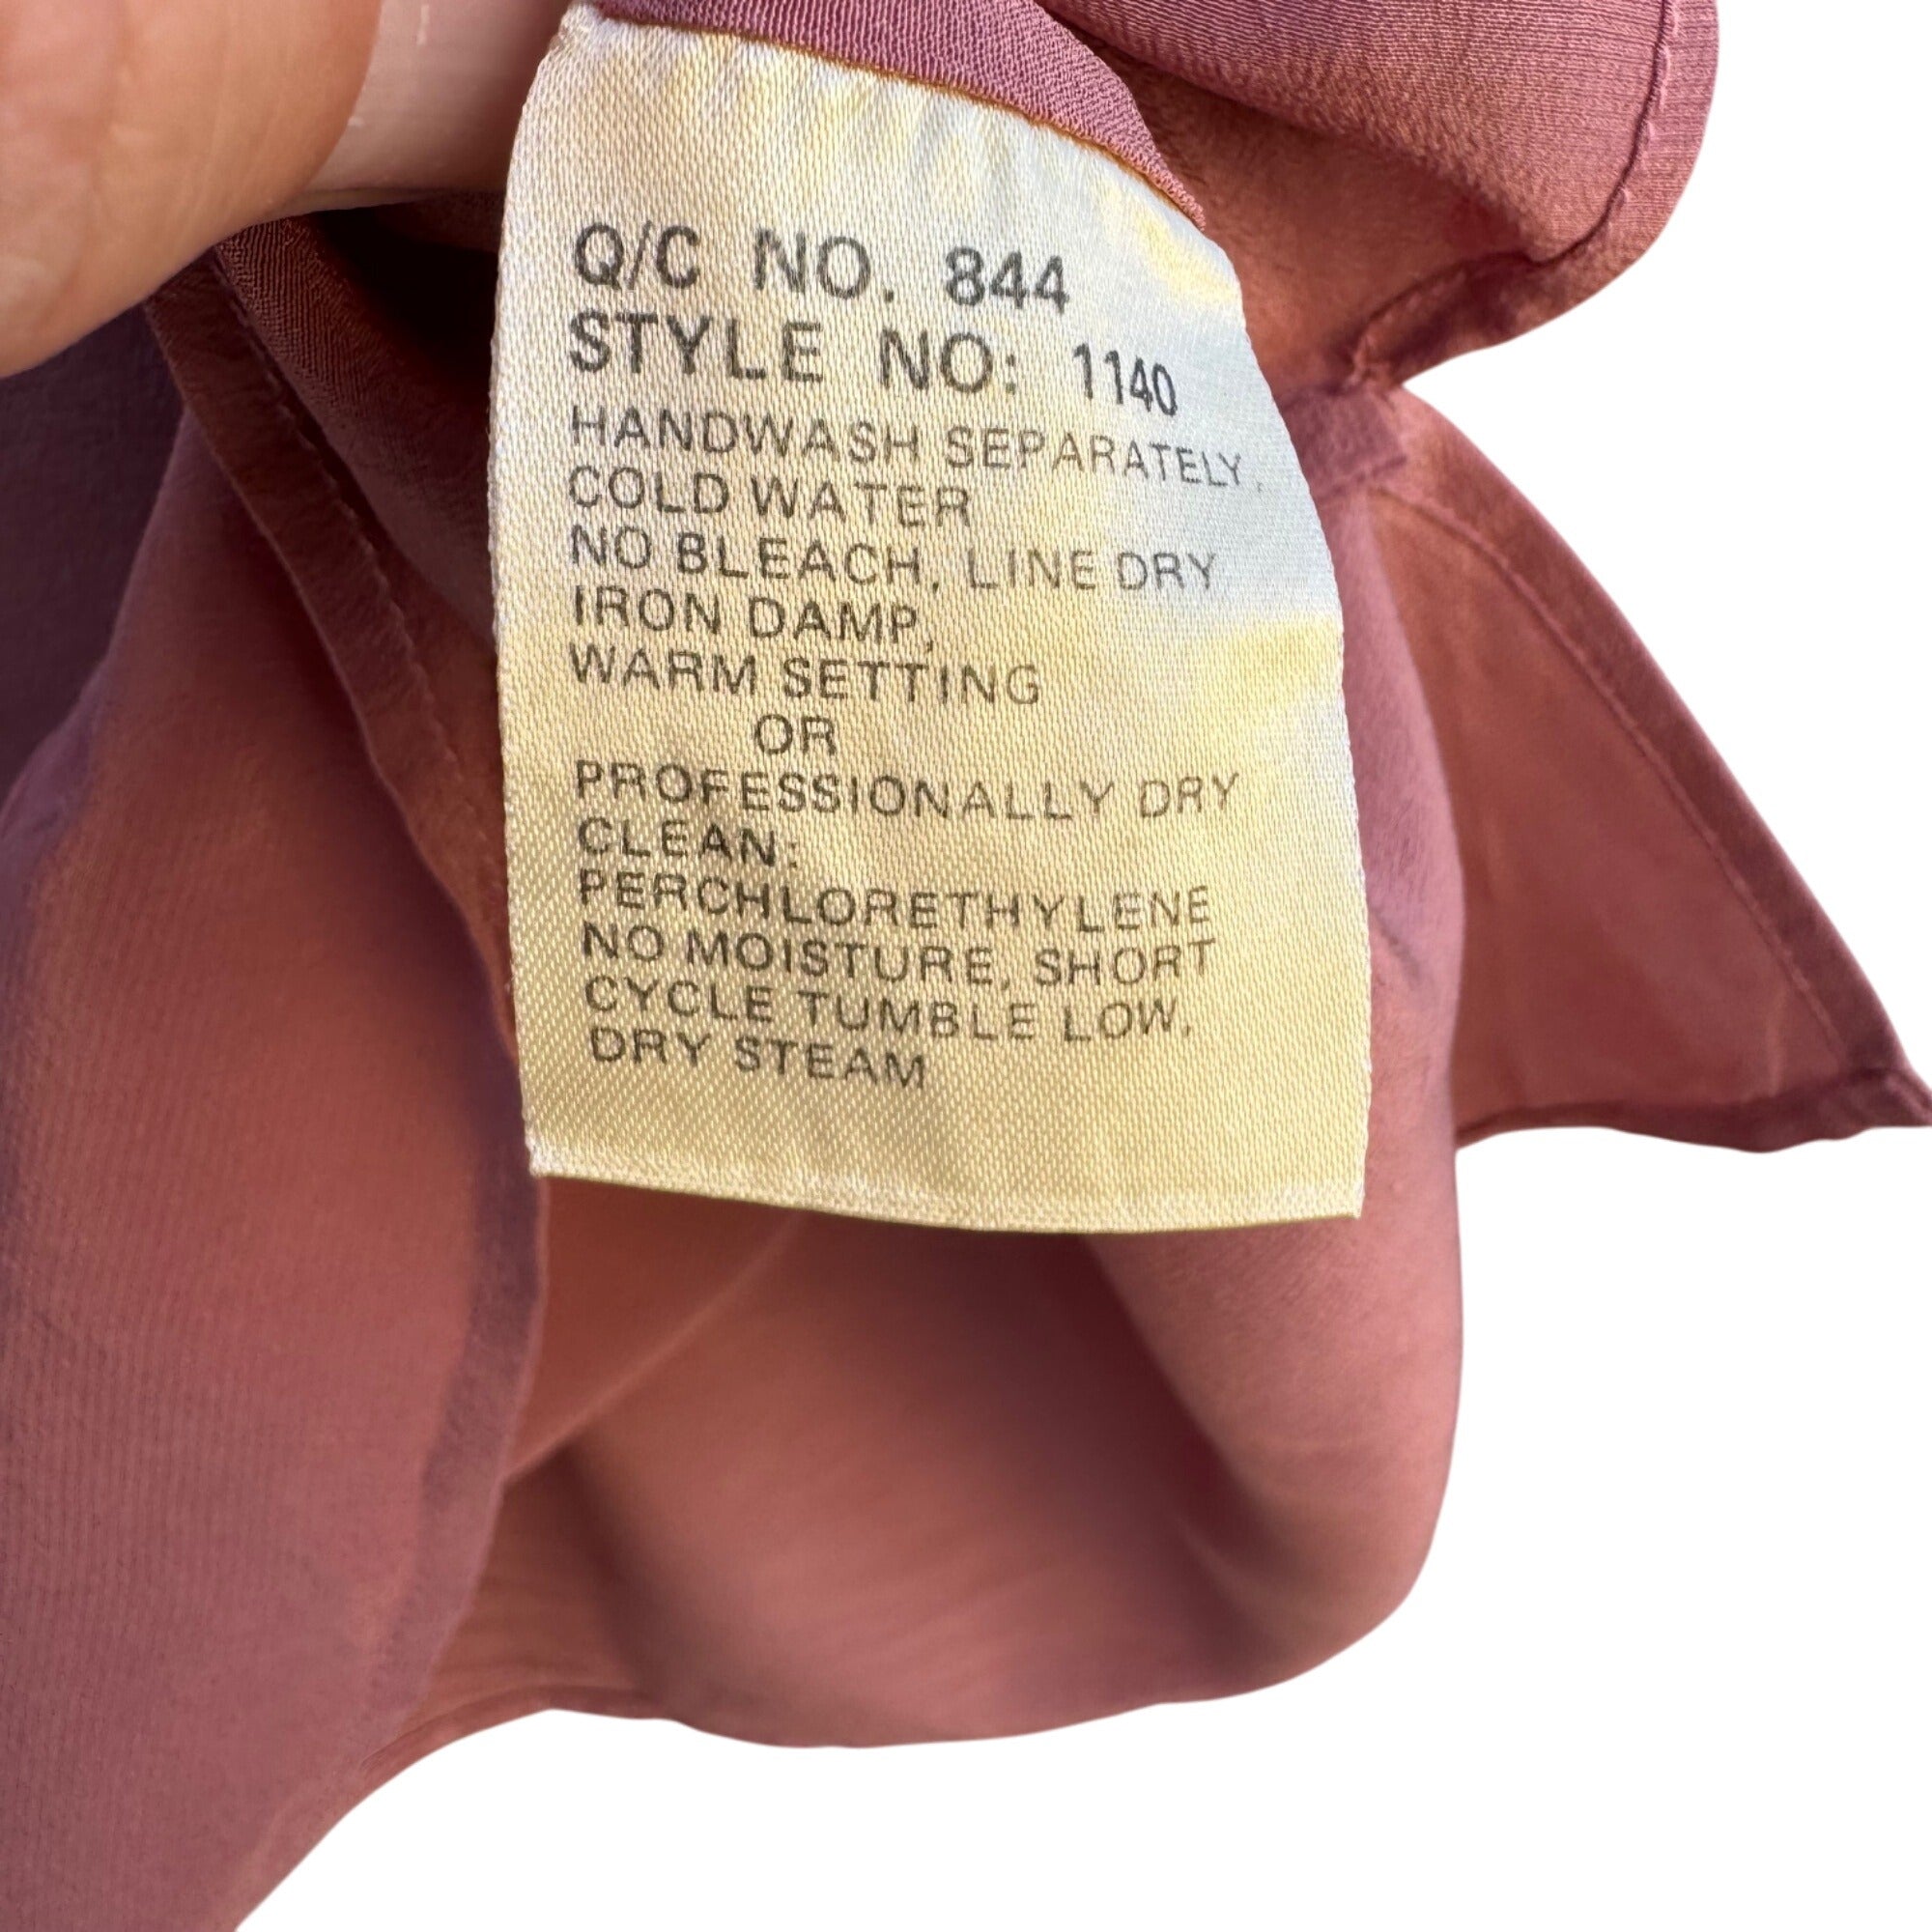 Q/C NO. 844
STYLE NO: 1140
HANDWASH SEPARATELY,
COLD WATER
NO BLEACH, LINE DRY
IRON DAMP,
WARM SETTING
OR
PROFESSIONALLY DRY
CLEAN:
PERCHLORETHYLENE
NO MOISTURE, SHORT
CYCLE TUMBLE LOW,
DRY STEAM